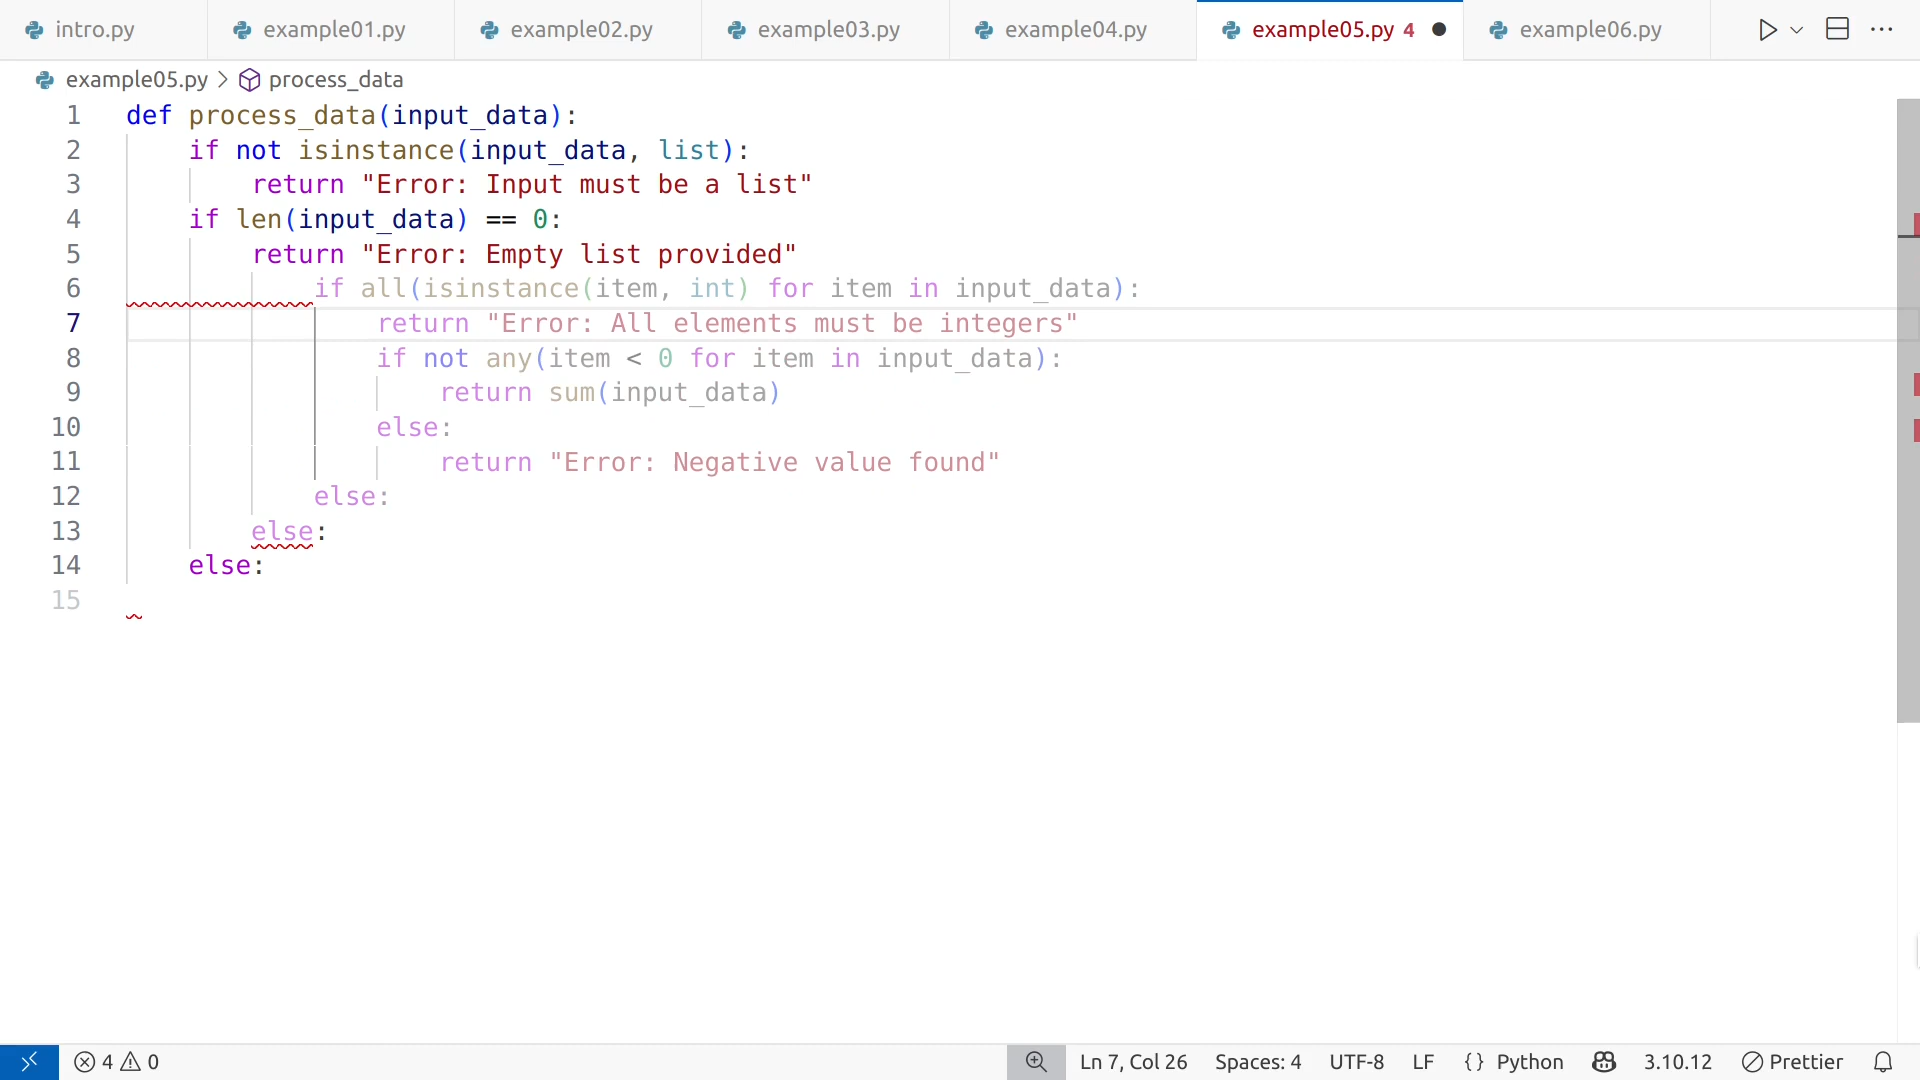 intro.py example01.py example02.py example03.py example04.py example05.py 4 example06.py
example05.py > process_data
1 def process_data(input_data):
2     if not isinstance(input_data, list):
3         return "Error: Input must be a list"
4     if len(input_data) == 0:
5         return "Error: Empty list provided"
6             if all(isinstance(item, int) for item in input_data):
7                 return "Error: All elements must be integers"
8                 if not any(item < 0 for item in input_data):
9                     return sum(input_data)
10                 else:
11                     return "Error: Negative value found"
12             else:
13         else:
14     else:
15
4 0 Ln 7, Col 26 Spaces: 4 UTF-8 LF {} Python 3.10.12 Prettier